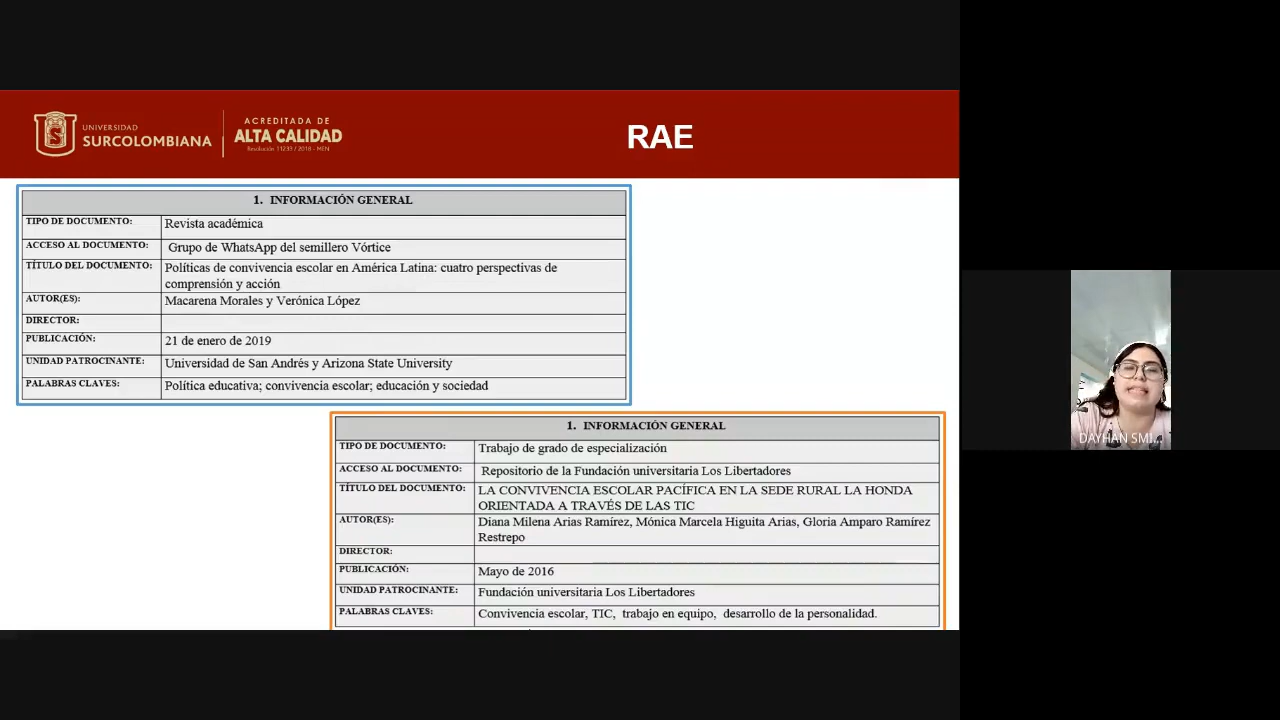 UNIVERSIDAD
SURCOLOMBIANA
ACREDITADA DE
ALTA CALIDAD
Resolución 11233 / 2018 - MEN
RAE
1. INFORMACIÓN GENERAL
TIPO DE DOCUMENTO: Revista académica
ACCESO AL DOCUMENTO: Grupo de WhatsApp del semillero Vórtice
TÍTULO DEL DOCUMENTO: Políticas de convivencia escolar en América Latina: cuatro perspectivas de
comprensión y acción
AUTOR(ES): Macarena Morales y Verónica López
DIRECTOR:
PUBLICACIÓN: 21 de enero de 2019
UNIDAD PATROCINANTE: Universidad de San Andrés y Arizona State University
PALABRAS CLAVES: Política educativa; convivencia escolar; educación y sociedad
1. INFORMACIÓN GENERAL
TIPO DE DOCUMENTO: Trabajo de grado de especialización
ACCESO AL DOCUMENTO: Repositorio de la Fundación universitaria Los Libertadores
TÍTULO DEL DOCUMENTO: LA CONVIVENCIA ESCOLAR PACÍFICA EN LA SEDE RURAL LA HONDA
ORIENTADA A TRAVÉS DE LAS TIC
AUTOR(ES): Diana Milena Arias Ramírez, Mónica Marcela Higuita Arias, Gloria Amparo Ramírez
Restrepo
DIRECTOR:
PUBLICACIÓN: Mayo de 2016
UNIDAD PATROCINANTE: Fundación universitaria Los Libertadores
PALABRAS CLAVES: Convivencia escolar, TIC, trabajo en equipo, desarrollo de la personalidad.
DAYHAN SMI...